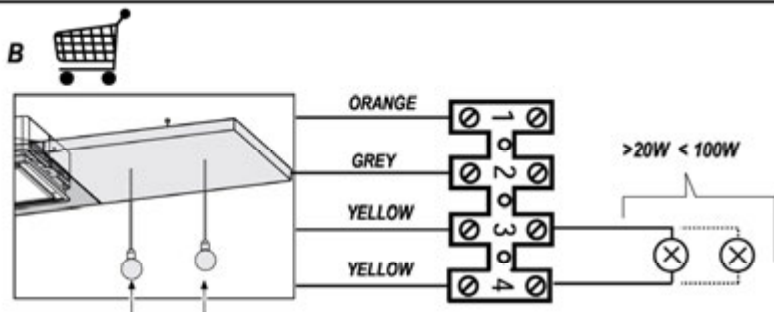 B
ORANGE
1
GREY
2
>20W < 100W
YELLOW
3
YELLOW
4